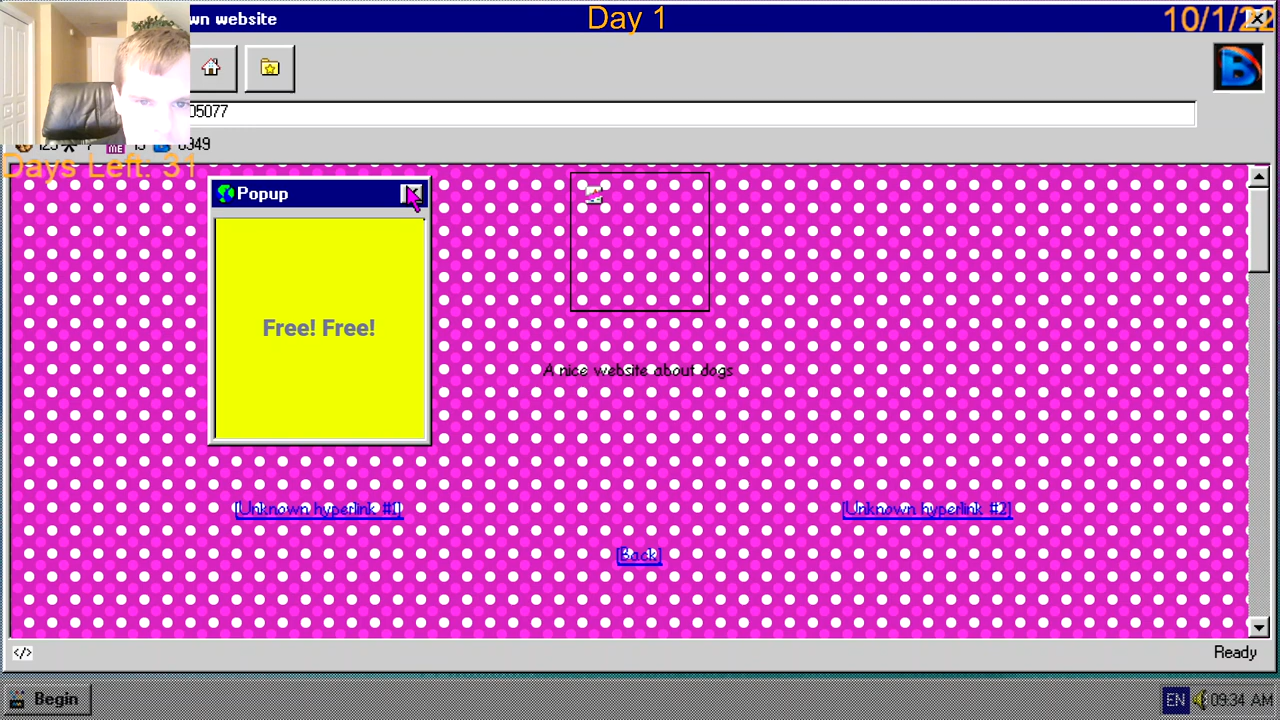 wn website
Day 1
10/1/22
05077
ME
Days Left: 31
Popup
Free! Free!
A nice website about dogs
[Unknown hyperlink #1]
[Unknown hyperlink #2]
[Back]
</>
Ready
Begin
EN
09:34 AM